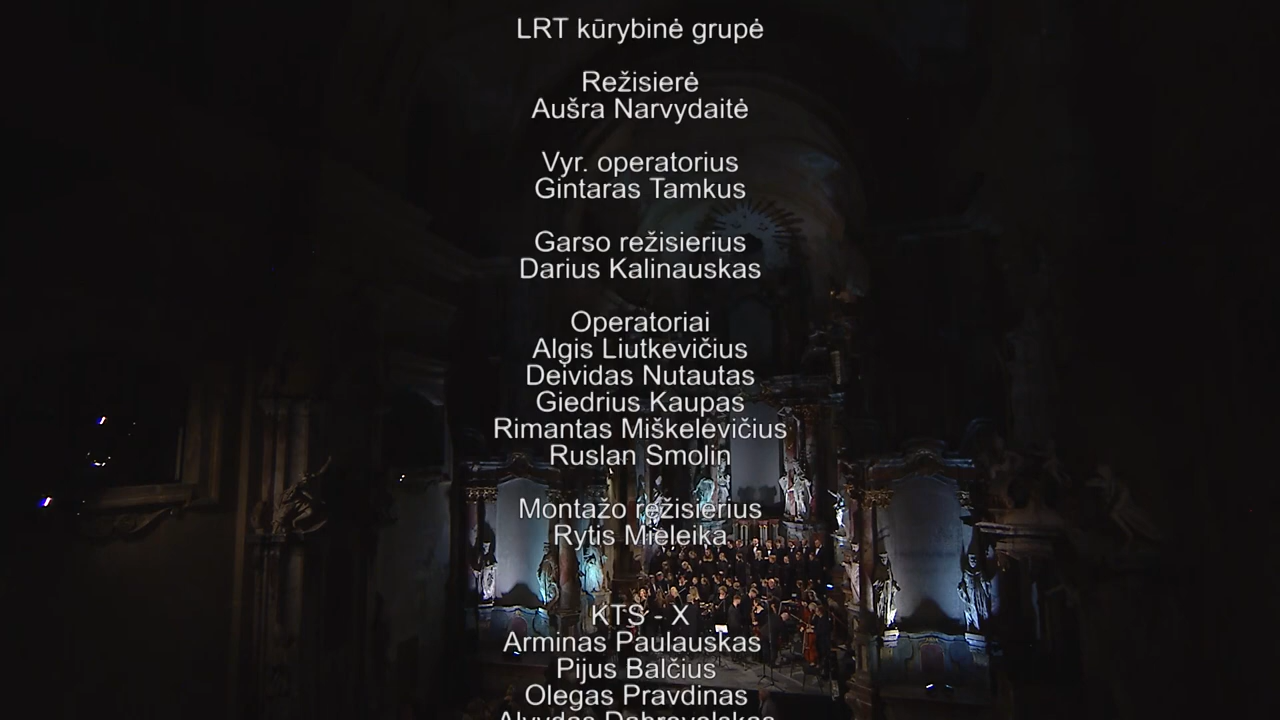 LRT kūrybinė grupė
Režisierė
Aušra Narvydaitė
Vyr. operatorius
Gintaras Tamkus
Garso režisierius
Darius Kalinauskas
Operatoriai
Algis Liutkevičius
Deividas Nutautas
Giedrius Kaupas
Rimantas Miškelevičius
Ruslan Smolin
Montažo režisierius
Rytis Mieleika
KTS - X
Arminas Paulauskas
Pijus Balčius
Olegas Pravdinas